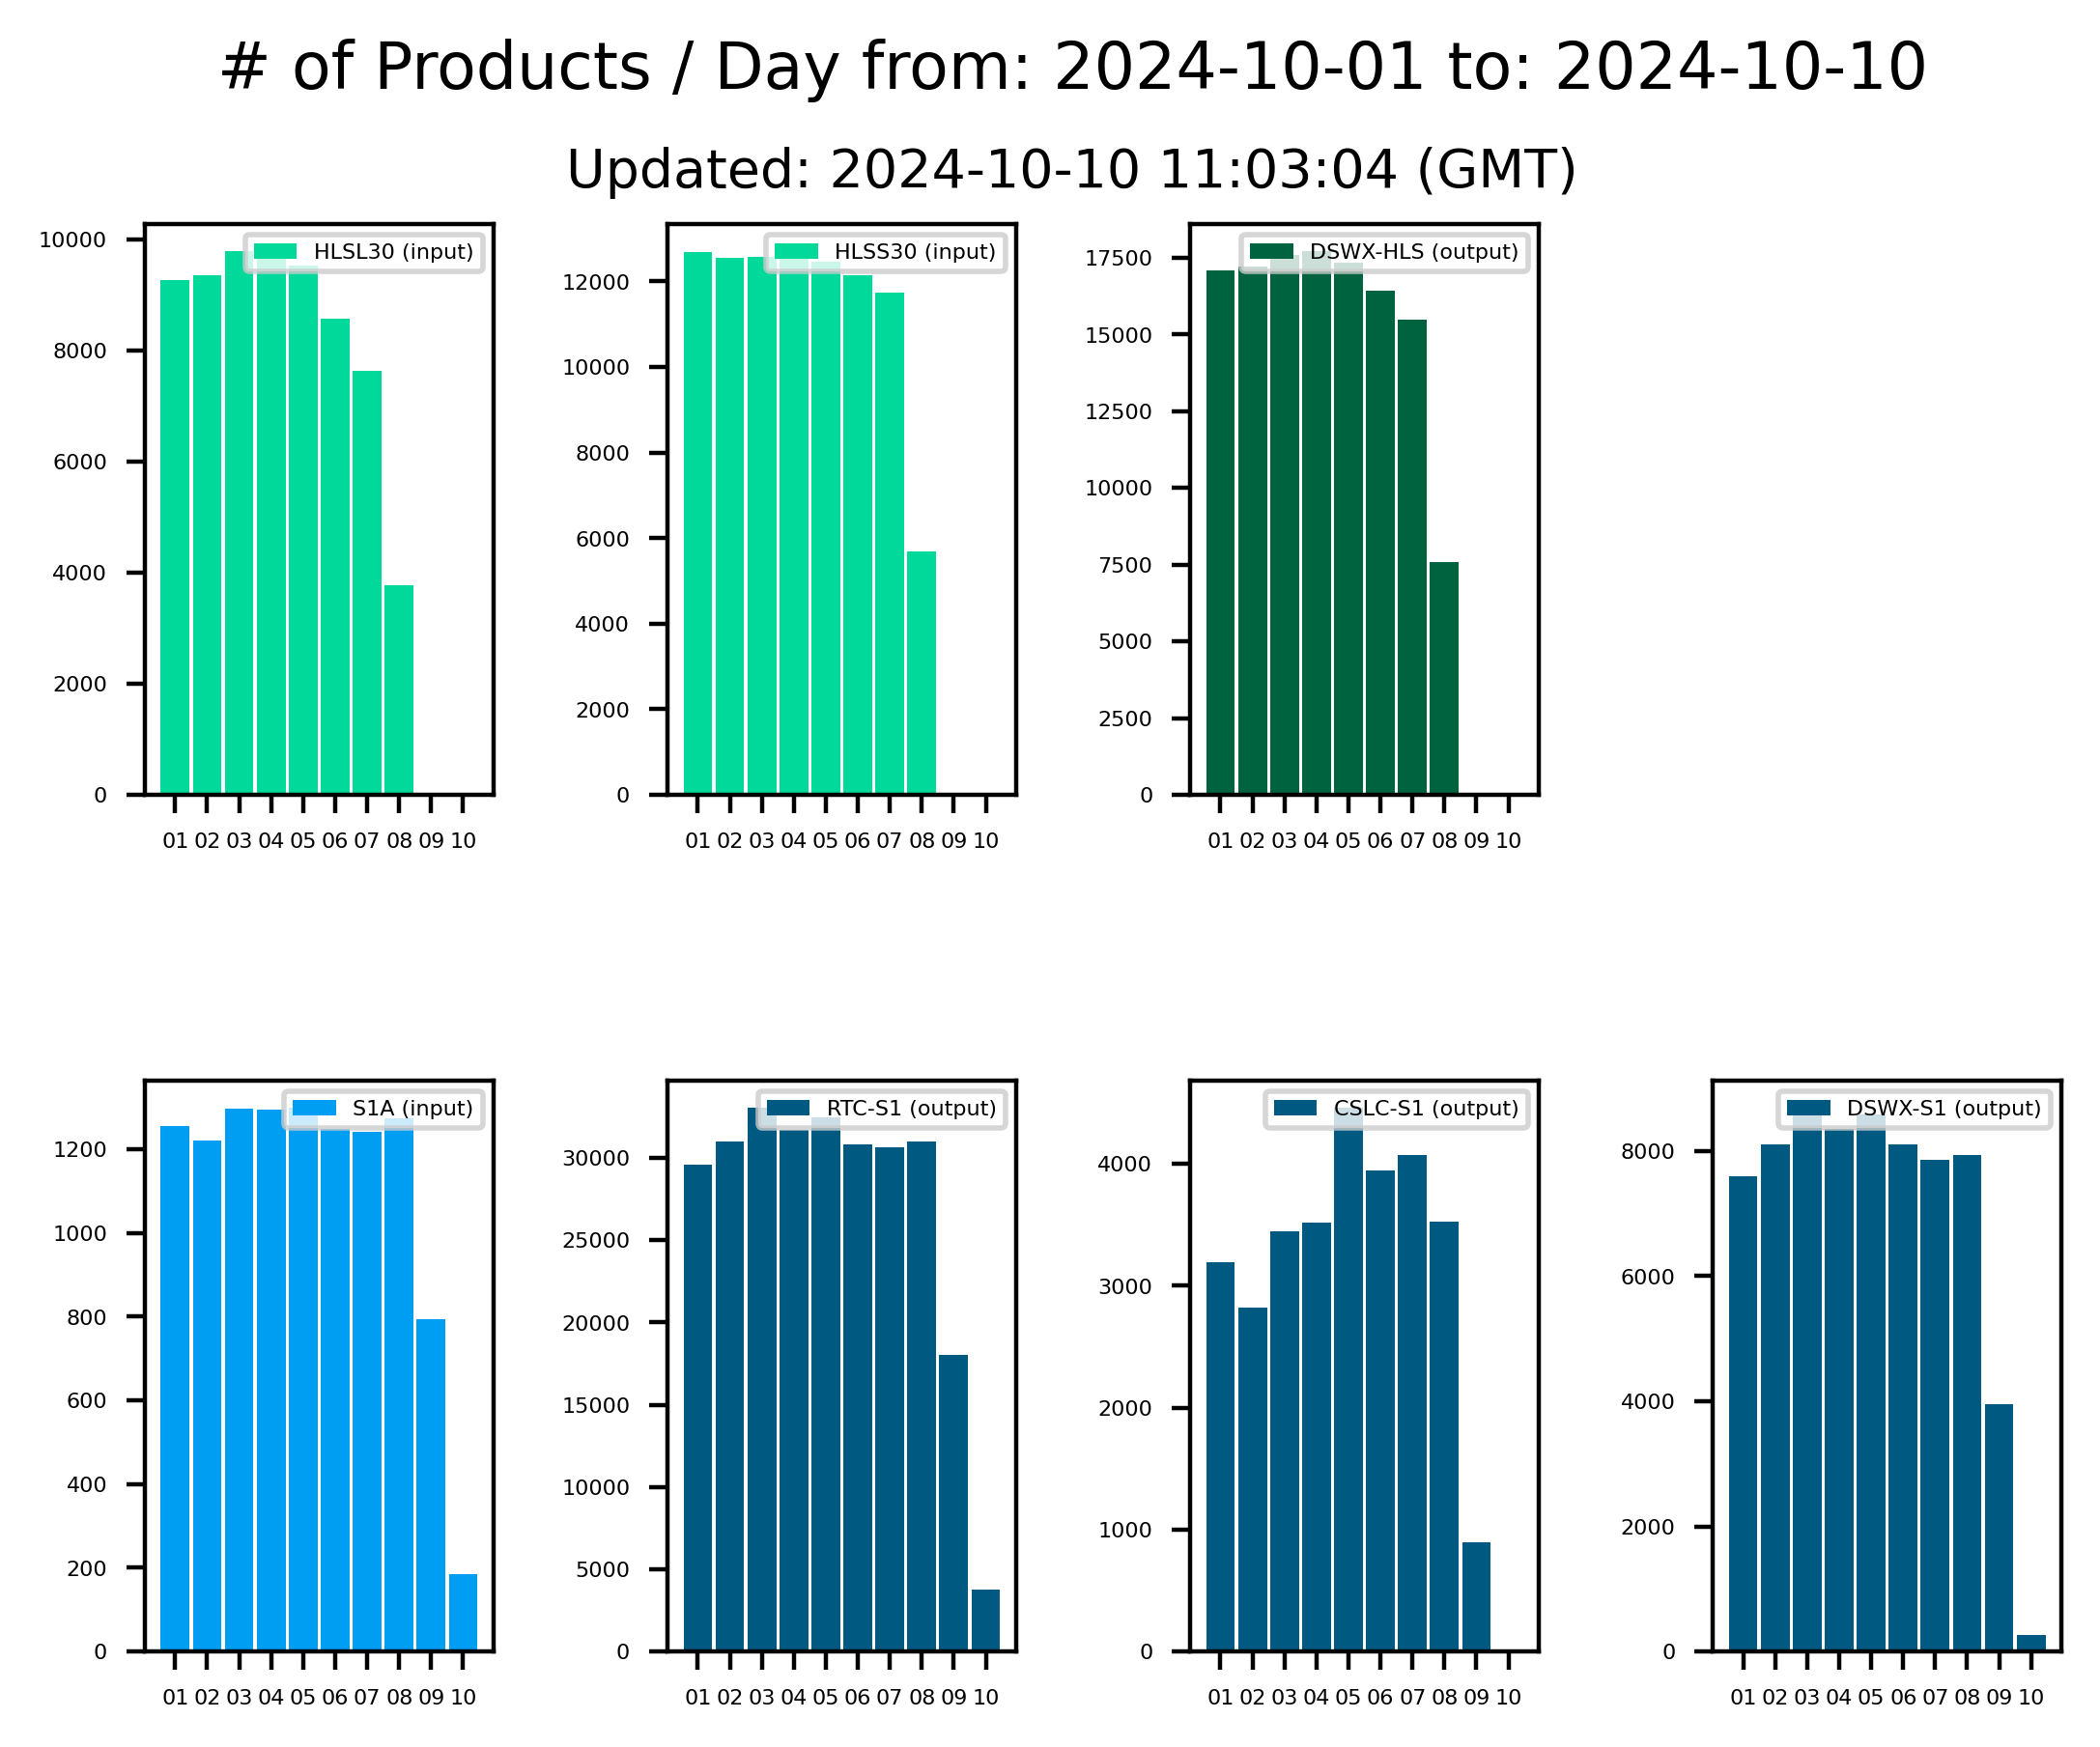 # of Products / Day from: 2024-10-01 to: 2024-10-10
Updated: 2024-10-10 11:03:04 (GMT)
HLSL30 (input)
10000
8000
6000
4000
2000
0
01 02 03 04 05 06 07 08 09 10
HLSS30 (input)
12000
10000
8000
6000
4000
2000
0
01 02 03 04 05 06 07 08 09 10
DSWX-HLS (output)
17500
15000
12500
10000
7500
5000
2500
0
01 02 03 04 05 06 07 08 09 10
S1A (input)
1200
1000
800
600
400
200
0
01 02 03 04 05 06 07 08 09 10
RTC-S1 (output)
30000
25000
20000
15000
10000
5000
0
01 02 03 04 05 06 07 08 09 10
CSLC-S1 (output)
4000
3000
2000
1000
0
01 02 03 04 05 06 07 08 09 10
DSWX-S1 (output)
8000
6000
4000
2000
0
01 02 03 04 05 06 07 08 09 10